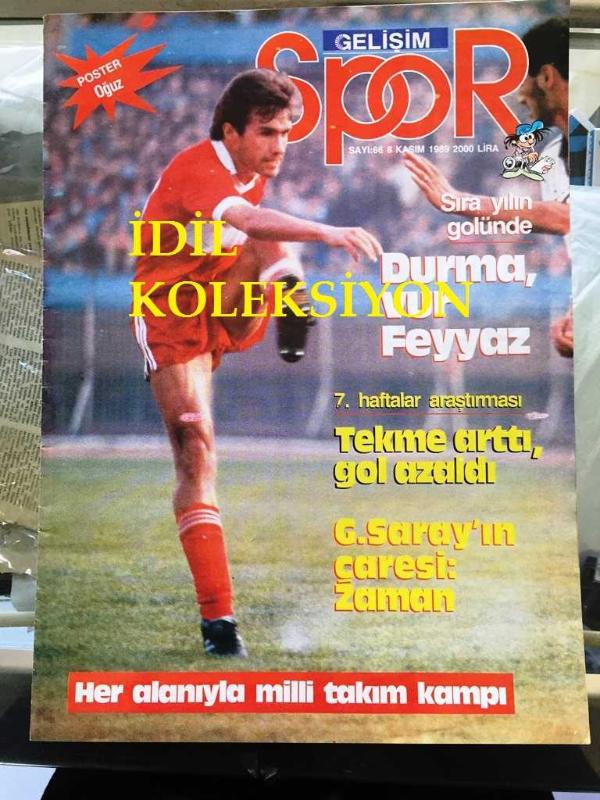 POSTER
Oğuz
GELİŞİM
SpoR
SAYI:66 8 KASIM 1989 2000 LİRA
Sıra yılın
golünde
Durma,
vur
Feyyaz
İDİL
KOLEKSİYON
7. haftalar araştırması
Tekme arttı,
gol azaldı
G.Saray'ın
çaresi:
Zaman
Her alanıyla milli takım kampı